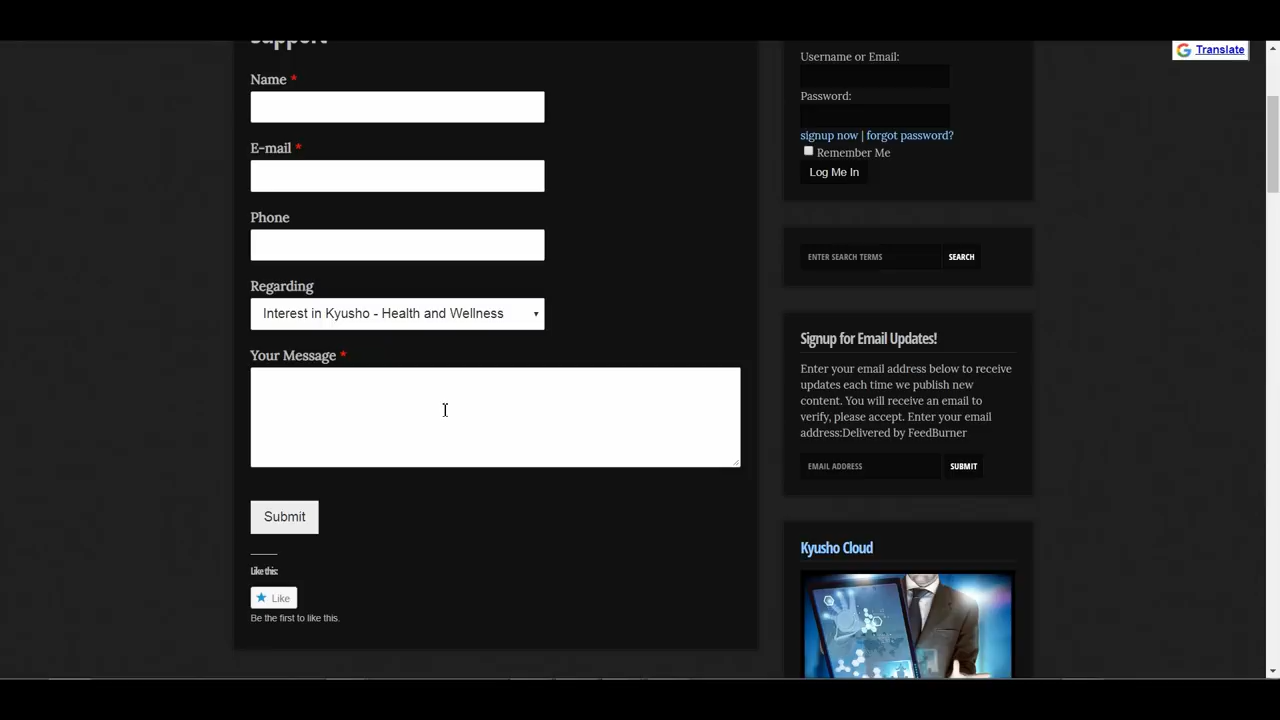 Support
Name *
E-mail *
Phone
Regarding
Interest in Kyusho - Health and Wellness
Your Message *
Submit
Like this:
Like
Be the first to like this.
Translate
Username or Email:
Password:
signup now | forgot password?
Remember Me
Log Me In
ENTER SEARCH TERMS
SEARCH
Signup for Email Updates!
Enter your email address below to receive
updates each time we publish new
content. You will receive an email to
verify, please accept. Enter your email
address:Delivered by FeedBurner
EMAIL ADDRESS
SUBMIT
Kyusho Cloud